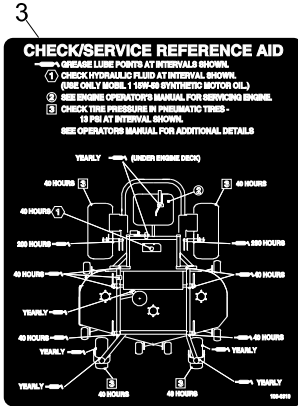 3
CHECK/SERVICE REFERENCE AID
GREASE LUBE POINTS AT INTERVALS SHOWN.
1 CHECK HYDRAULIC FLUID AT INTERVAL SHOWN.
(USE ONLY MOBIL 1 15W-50 SYNTHETIC MOTOR OIL.)
2 SEE ENGINE OPERATOR'S MANUAL FOR SERVICING ENGINE.
3 CHECK TIRE PRESSURE IN PNEUMATIC TIRES -
13 PSI AT INTERVAL SHOWN.
SEE OPERATORS MANUAL FOR ADDITIONAL DETAILS
YEARLY (UNDER ENGINE DECK)
40 HOURS 3
3 40 HOURS
2
40 HOURS 1
200 HOURS
200 HOURS
40 HOURS
40 HOURS
YEARLY
40 HOURS
40 HOURS
YEARLY
YEARLY
YEARLY
YEARLY
3
3
40 HOURS
40 HOURS